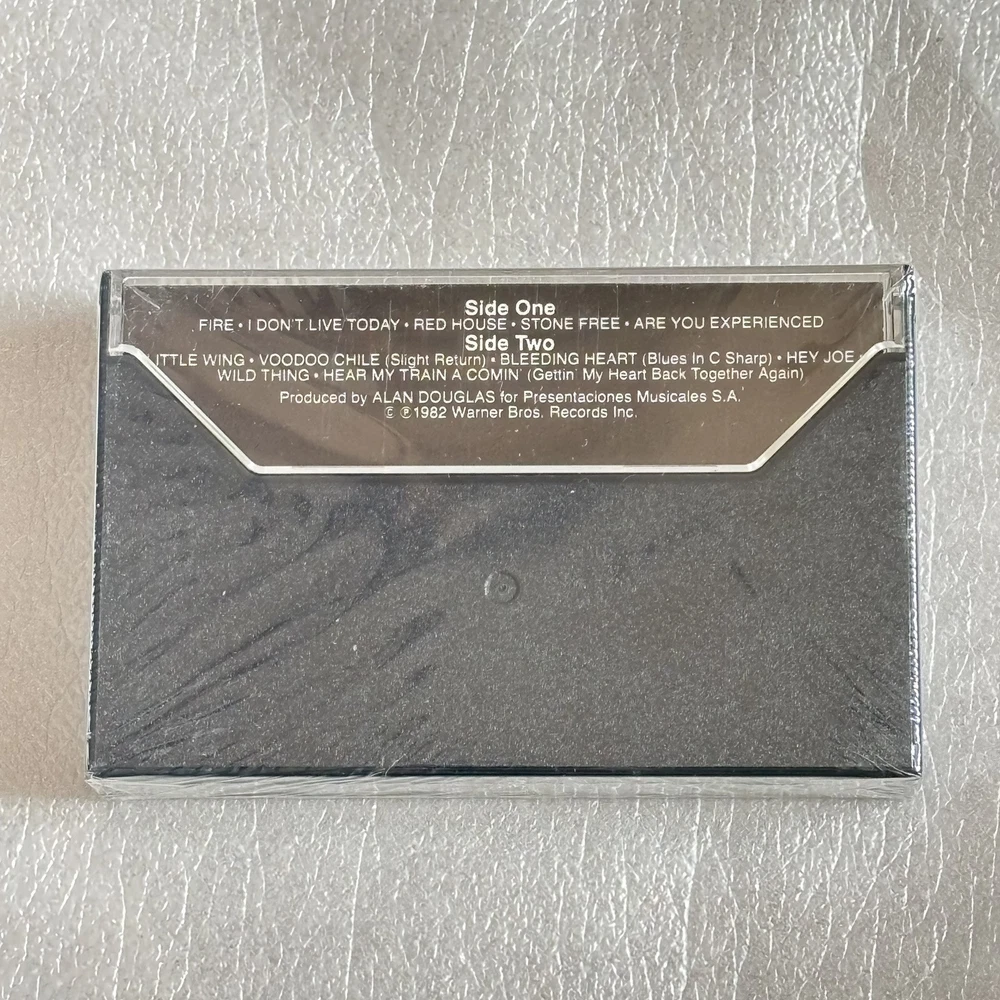 Side One
FIRE • I DON'T LIVE TODAY • RED HOUSE • STONE FREE • ARE YOU EXPERIENCED
Side Two
LITTLE WING • VOODOO CHILE (Slight Return) • BLEEDING HEART (Blues In C Sharp) • HEY JOE •
WILD THING • HEAR MY TRAIN A COMIN' (Gettin' My Heart Back Together Again)
Produced by ALAN DOUGLAS for Presentaciones Musicales S.A.
© ℗ 1982 Warner Bros. Records Inc.